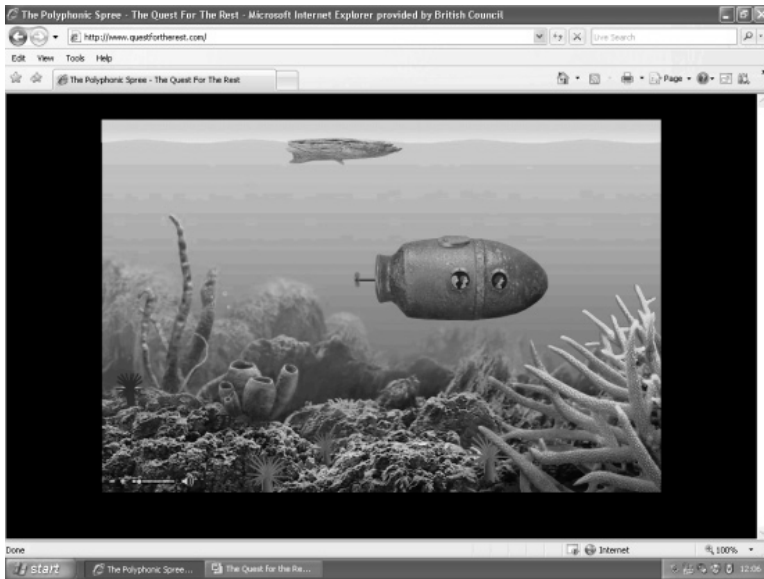 The Polyphonic Spree - The Quest For The Rest - Microsoft Internet Explorer provided by British Council
http://www.questfortherest.com/
Live Search
Edit View Tools Help
The Polyphonic Spree - The Quest For The Rest
Page
Done
Internet
100%
start
The Polyphonic Spree...
The Quest for the Re...
12:06